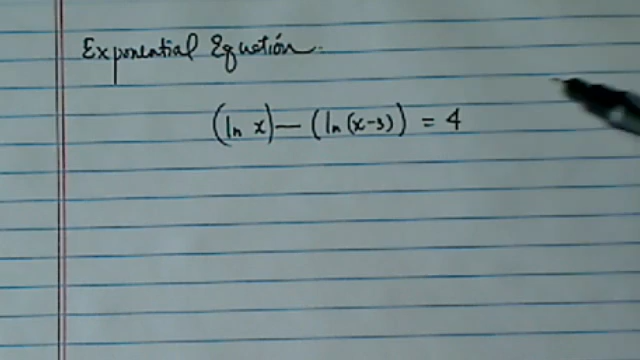 Exponential Equation.
(ln x) - (ln (x-3)) = 4